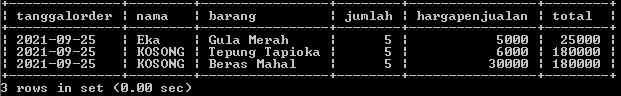 tanggalorder | nama | barang | jumlah | hargapenjualan | total
2021-09-25 | Eka | Gula Merah | 5 | 5000 | 25000
2021-09-25 | KOSONG | Tepung Tapioka | 5 | 6000 | 180000
2021-09-25 | KOSONG | Beras Mahal | 5 | 30000 | 180000
3 rows in set (0.00 sec)